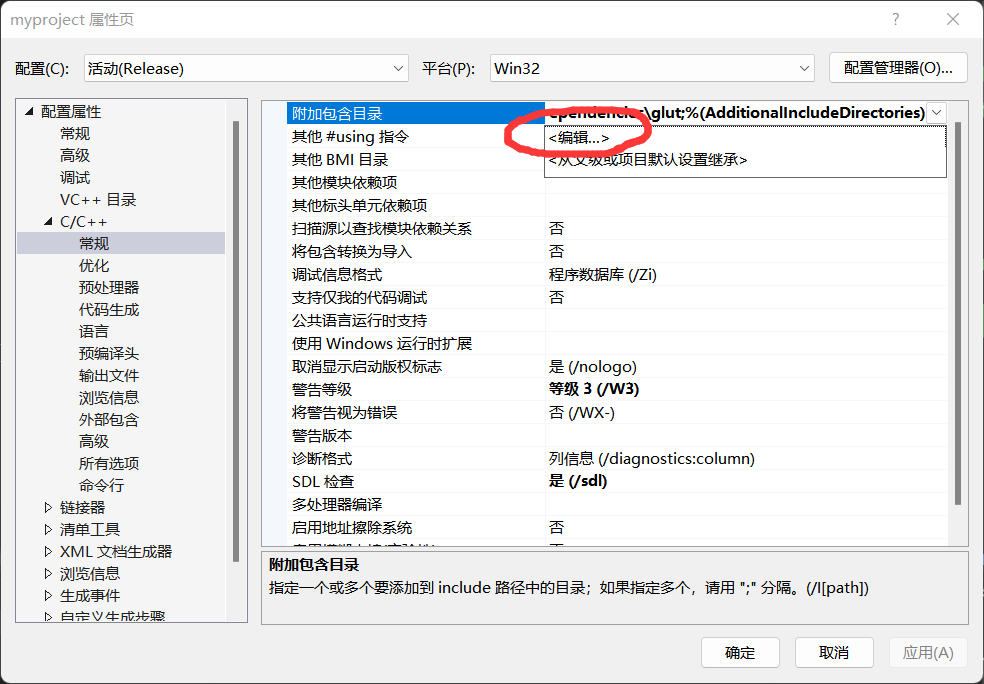 myproject 属性页
?
配置(C):
活动(Release)
平台(P):
Win32
配置管理器(O)...
配置属性
常规
高级
调试
VC++ 目录
C/C++
常规
优化
预处理器
代码生成
语言
预编译头
输出文件
浏览信息
外部包含
高级
所有选项
命令行
链接器
清单工具
XML 文档生成器
浏览信息
生成事件
自定义生成步骤
附加包含目录
\glut;%(AdditionalIncludeDirectories)
<编辑...>
<从父级或项目默认设置继承>
其他 #using 指令
其他 BMI 目录
其他模块依赖项
其他标头单元依赖项
扫描源以查找模块依赖关系 否
将包含转换为导入 否
调试信息格式 程序数据库 (/Zi)
支持仅我的代码调试 否
公共语言运行时支持
使用 Windows 运行时扩展
取消显示启动版权标志 是 (/nologo)
警告等级 等级 3 (/W3)
将警告视为错误 否 (/WX-)
警告版本
诊断格式 列信息 (/diagnostics:column)
SDL 检查 是 (/sdl)
多处理器编译
启用地址擦除系统 否
附加包含目录
指定一个或多个要添加到 include 路径中的目录；如果指定多个，请用 ";" 分隔。(/I[path])
确定
取消
应用(A)